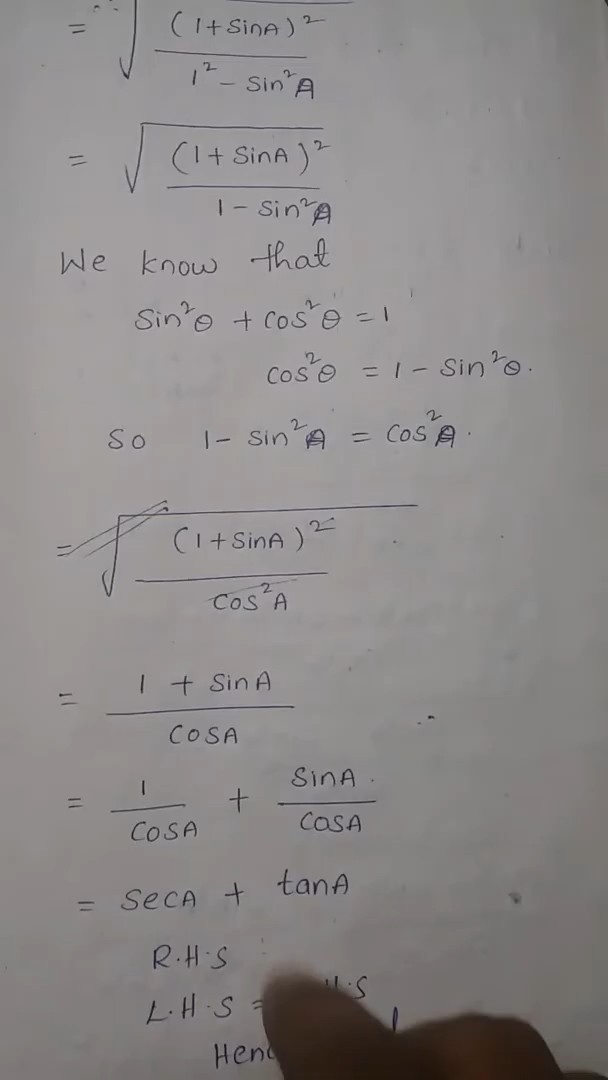 = √((1+SinA)² / 1² - Sin²A)
= √((1+SinA)² / 1 - Sin²A)
We know that
Sin²θ + Cos²θ = 1
Cos²θ = 1 - Sin²θ.
So 1 - Sin²A = Cos²A.
= √((1+SinA)² / Cos²A)
= 1 + SinA / CosA
= 1 / CosA + SinA / CosA
= SecA + tanA
R.H.S
L.H.S =